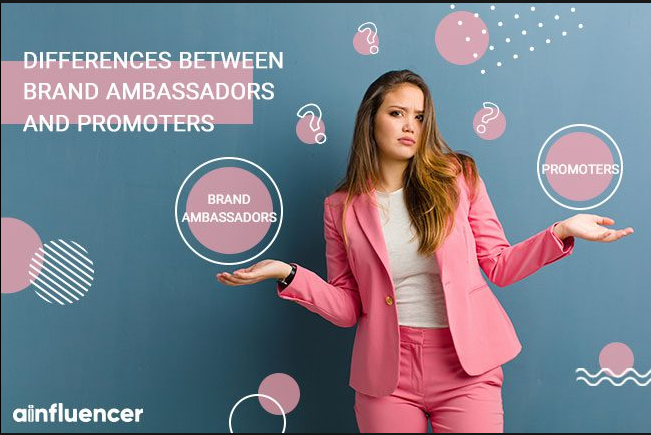 DIFFERENCES BETWEEN
BRAND AMBASSADORS
AND PROMOTERS
BRAND
AMBASSADORS
PROMOTERS
ainfluencer